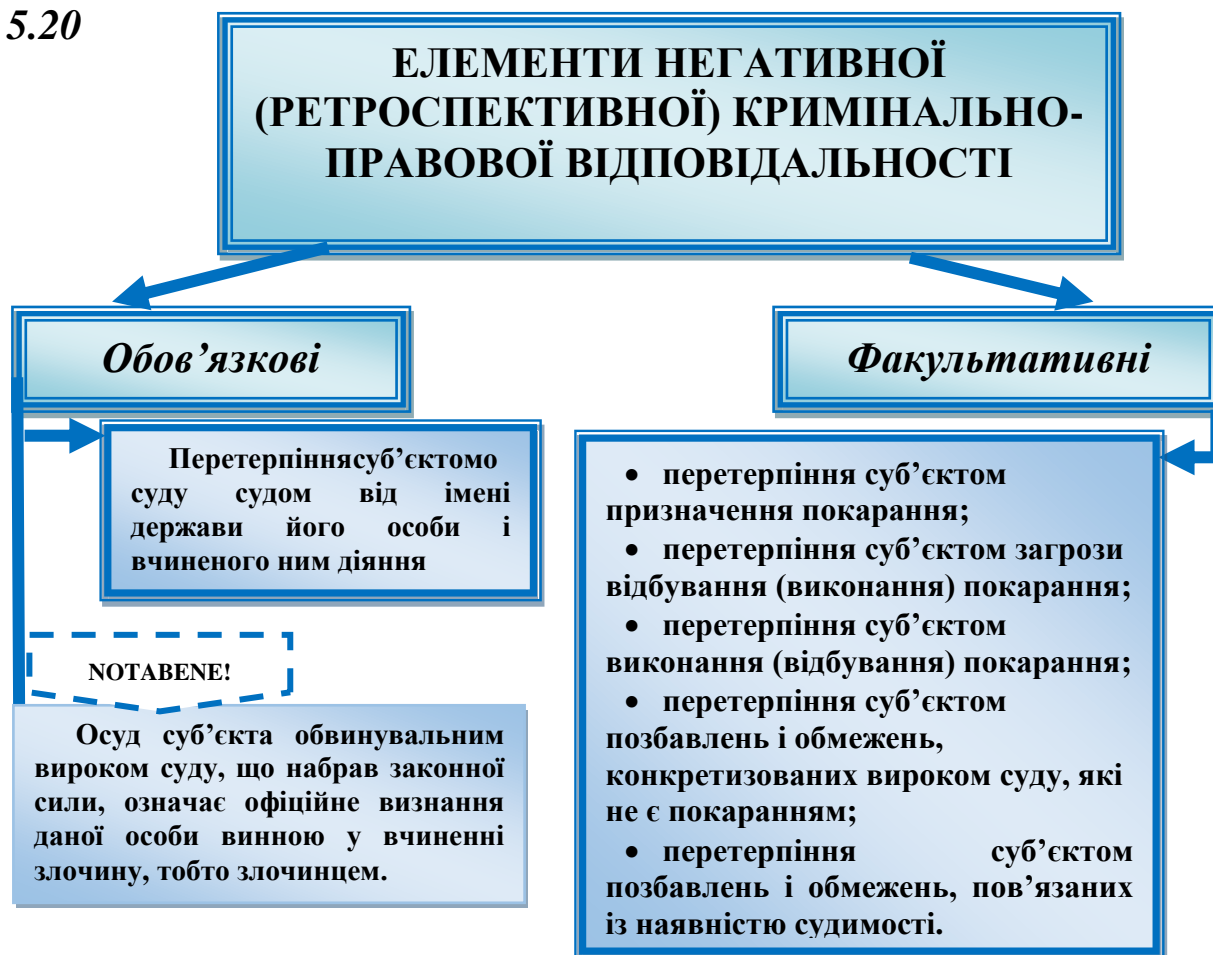 5.20
ЕЛЕМЕНТИ НЕГАТИВНОЇ
(РЕТРОСПЕКТИВНОЇ) КРИМІНАЛЬНО-
ПРАВОВОЇ ВІДПОВІДАЛЬНОСТІ
Обов’язкові
Факультативні
Перетерпіннясуб’єктомо
суду судом від імені
держави його особи і
вчиненого ним діяння
NOTABENE!
Осуд суб’єкта обвинувальним
вироком суду, що набрав законної
сили, означає офіційне визнання
даної особи винною у вчиненні
злочину, тобто злочинцем.
• перетерпіння суб’єктом
призначення покарання;
• перетерпіння суб’єктом загрози
відбування (виконання) покарання;
• перетерпіння суб’єктом
виконання (відбування) покарання;
• перетерпіння суб’єктом
позбавлень і обмежень,
конкретизованих вироком суду, які
не є покаранням;
• перетерпіння суб’єктом
позбавлень і обмежень, пов’язаних
із наявністю судимості.